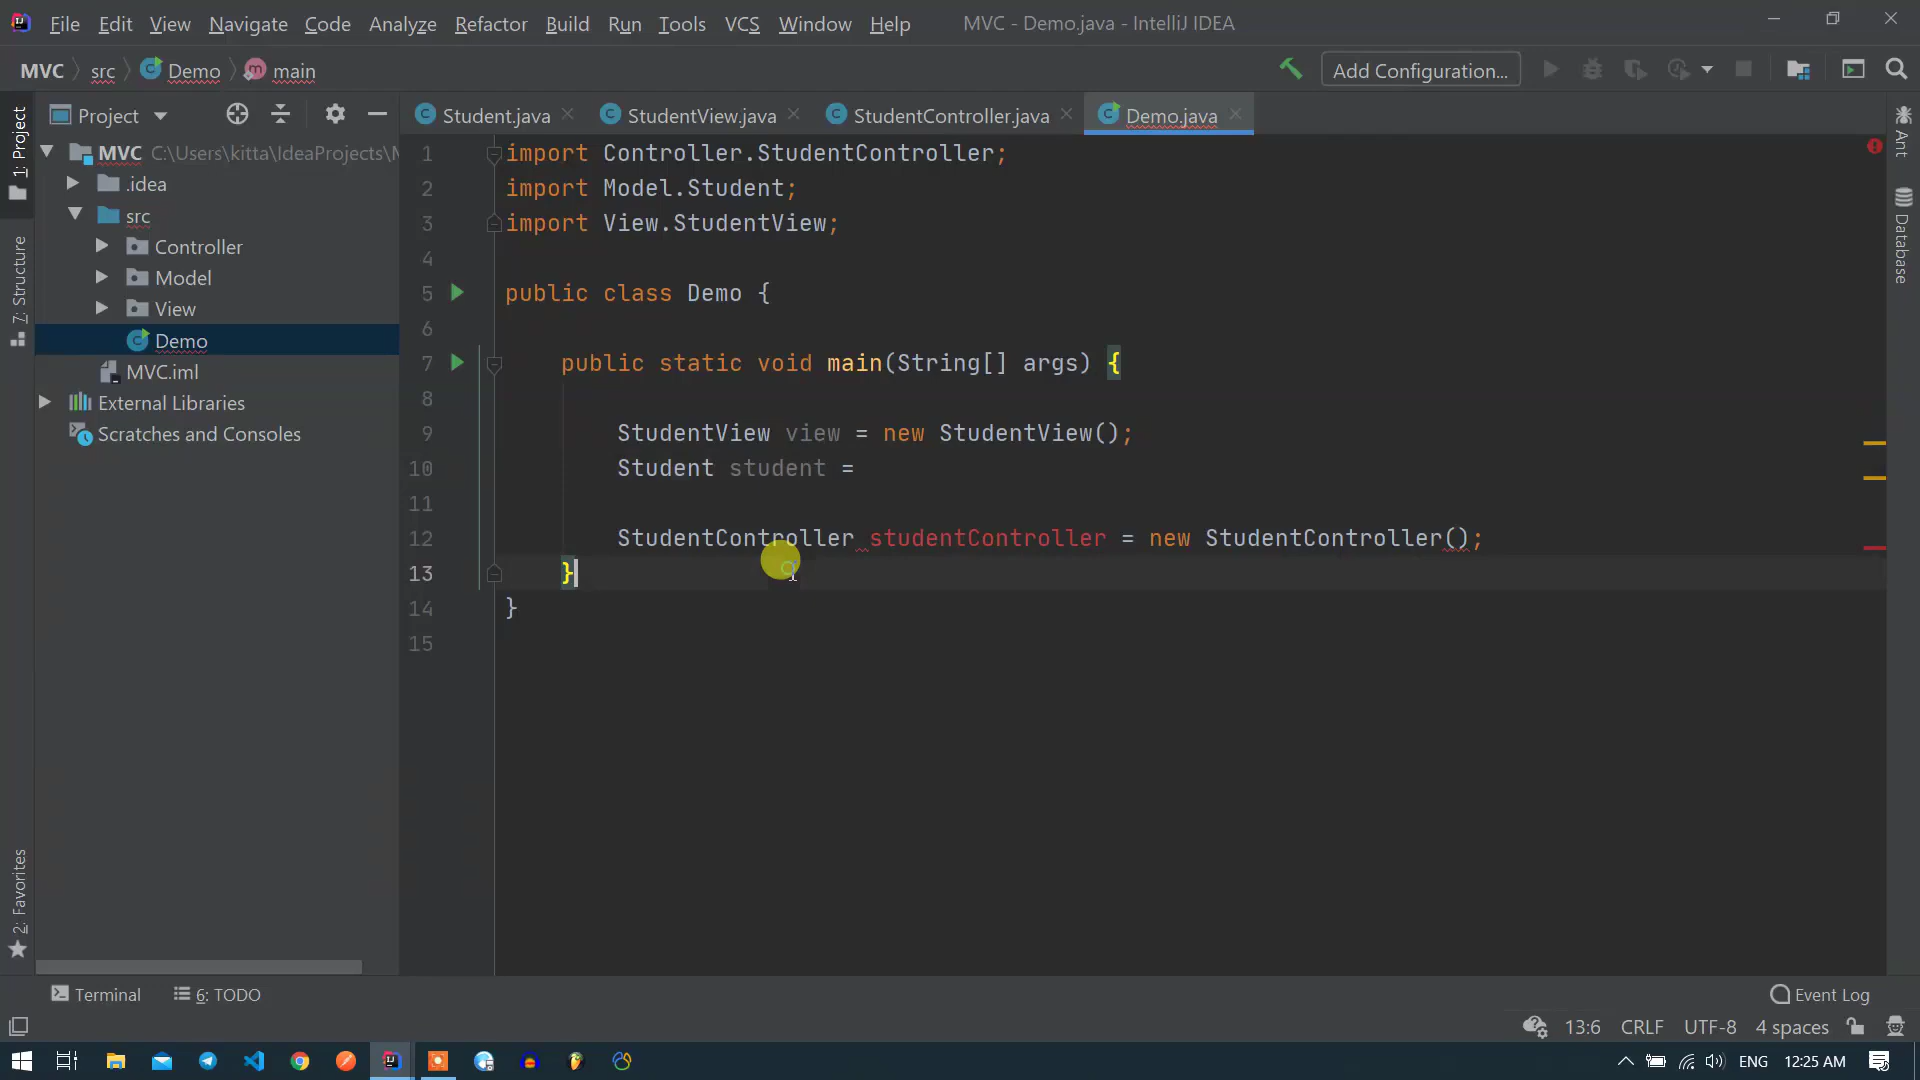 File Edit View Navigate Code Analyze Refactor Build Run Tools VCS Window Help MVC - Demo.java - IntelliJ IDEA
MVC src Demo main Add Configuration...
1: Project
Project
Student.java StudentView.java StudentController.java Demo.java
MVC C:\Users\kitta\IdeaProjects\
.idea
src
Controller
Model
View
Demo
MVC.iml
External Libraries
Scratches and Consoles
7: Structure
2: Favorites
1 import Controller.StudentController;
2 import Model.Student;
3 import View.StudentView;
4
5 public class Demo {
6
7 public static void main(String[] args) {
8
9 StudentView view = new StudentView();
10 Student student =
11
12 StudentController studentController = new StudentController();
13 }
14 }
15
Ant
Database
Terminal 6: TODO Event Log
13:6 CRLF UTF-8 4 spaces
ENG 12:25 AM